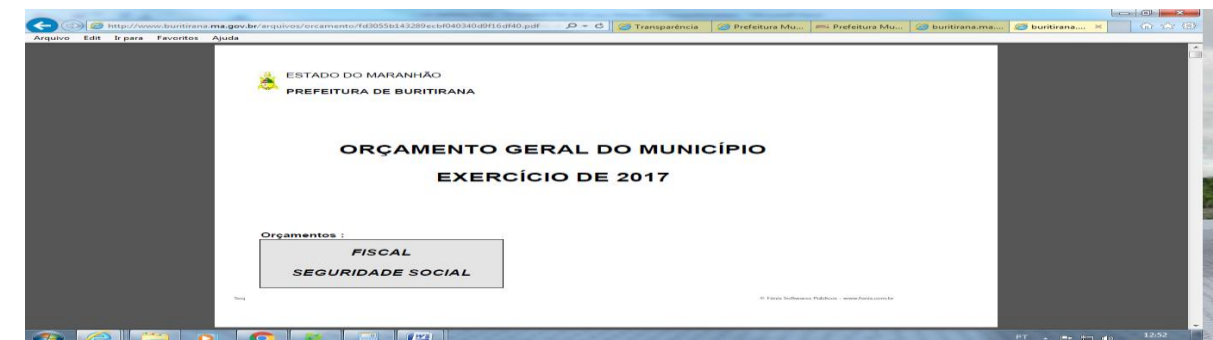 http://www.buritirana.ma.gov.br/arquivos/orcamento/fd3055b143289ecbf040340d9f16df40.pdf
Transparência
Prefeitura Mu...
Prefeitura Mu...
buritirana.ma....
buritirana....
Arquivo Edit Ir para Favoritos Ajuda
ESTADO DO MARANHÃO
PREFEITURA DE BURITIRANA
ORÇAMENTO GERAL DO MUNICÍPIO
EXERCÍCIO DE 2017
Orçamentos :
FISCAL
SEGURIDADE SOCIAL
PT
12:52